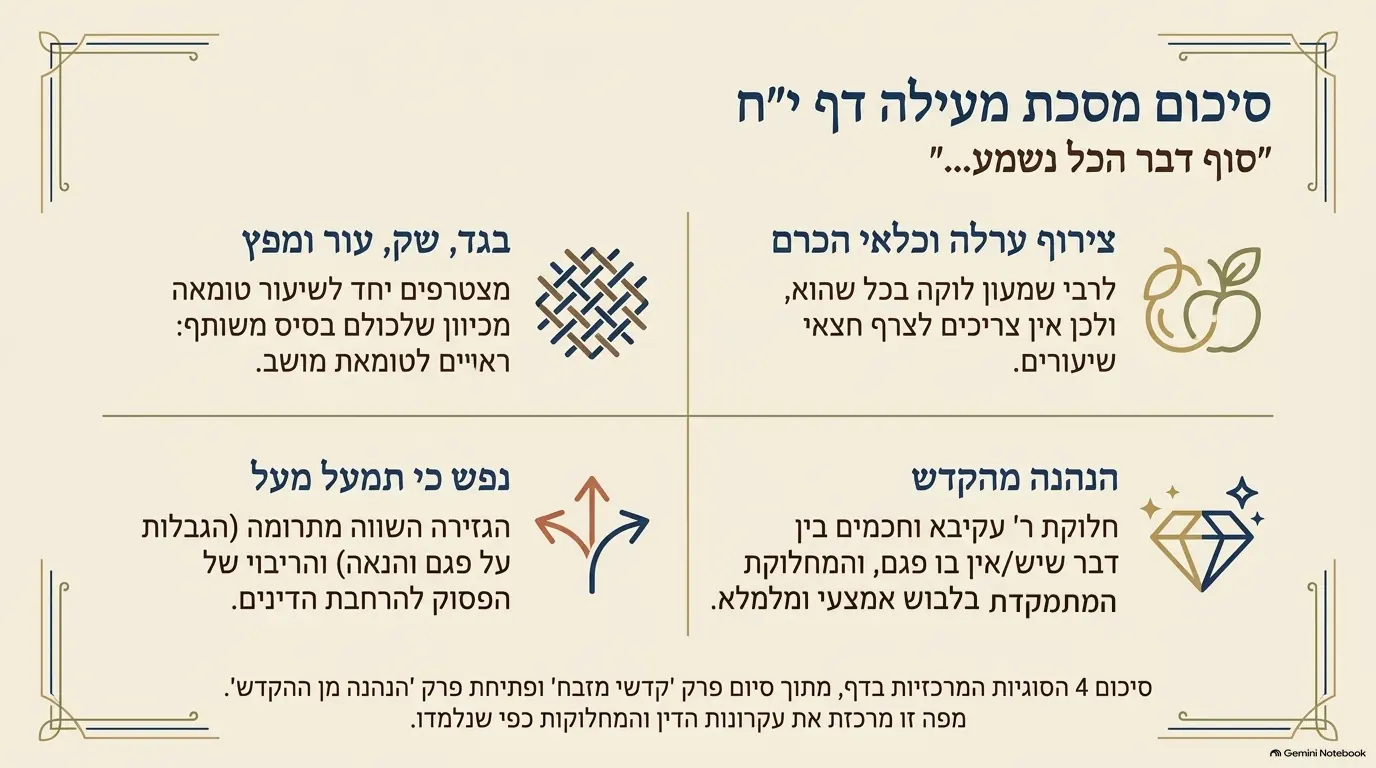 סיכום מסכת מעילה דף י"ח
"סוף דבר הכל נשמע..."
צירוף ערלה וכלאי הכרם
לרבי שמעון לוקה בכל שהוא,
ולכן אין צריכים לצרף חצאי
שיעורים.
בגד, שק, עור ומפץ
מצטרפים יחד לשיעור טומאה
מכיוון שלכולם בסיס משותף:
ראויים לטומאת מושב.
הנהנה מהקדש
חלוקת ר' עקיבא וחכמים בין
דבר שיש/אין בו פגם, והמחלוקת
המתמקדת בלבוש אמצעי ומלמלא.
נפש כי תמעל מעל
הגזירה השווה מתרומה (הגבלות
על פגם והנאה) והריבוי של
הפסוק להרחבת הדינים.
סיכום 4 הסוגיות המרכזיות בדף, מתוך סיום פרק 'קדשי מזבח' ופתיחת פרק 'הנהנה מן ההקדש'.
מפה זו מרכזת את עקרונות הדין והמחלוקות כפי שנלמדו.
Gemini Notebook